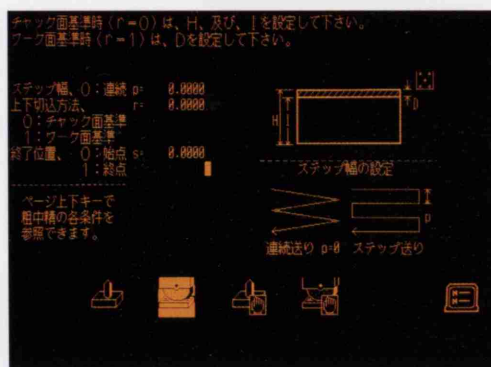 チャック面基準時(r=0)は、H、及び、Iを設定して下さい。
ワーク面基準時(r=1)は、Dを設定して下さい。
ステップ幅、0:連続 p= 0.0000
上下切込方法、 r= 0.0000
0:チャック面基準
1:ワーク面基準
終了位置、 0:始点 s= 0.0000
1:終点
ページ上下キーで
粗中精の各条件を
参照できます。
H
I
D
ステップ幅の設定
p
連続送り p=0 ステップ送り